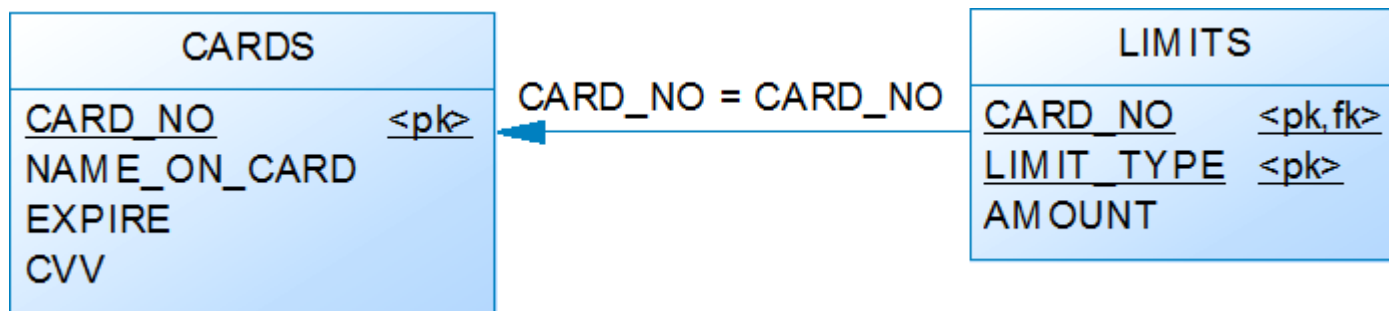 CARDS
CARD_NO <pk>
NAME_ON_CARD
EXPIRE
CVV
CARD_NO = CARD_NO
LIMITS
CARD_NO <pk,fk>
LIMIT_TYPE <pk>
AMOUNT